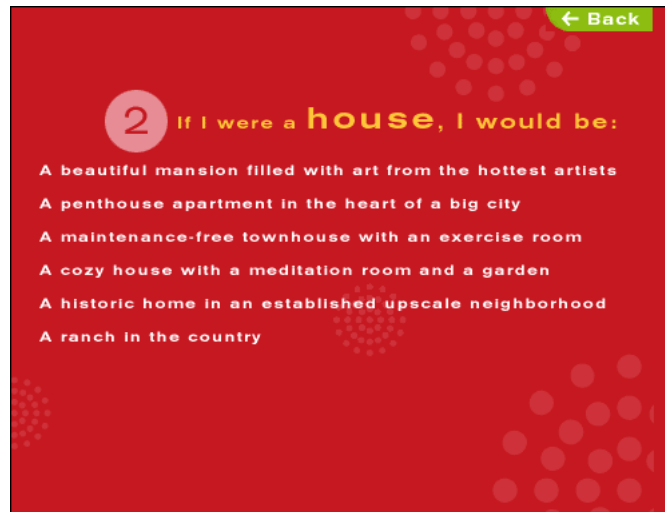 ← Back
2 If I were a house, I would be:
A beautiful mansion filled with art from the hottest artists
A penthouse apartment in the heart of a big city
A maintenance-free townhouse with an exercise room
A cozy house with a meditation room and a garden
A historic home in an established upscale neighborhood
A ranch in the country